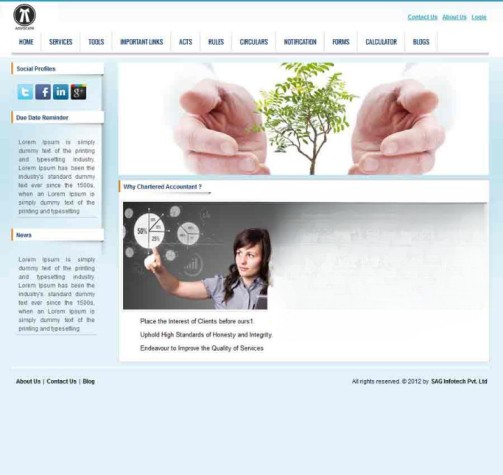 ADVOCATE
Contact Us About Us Login
HOME SERVICES TOOLS IMPORTANT LINKS ACTS RULES CIRCULARS NOTIFICATION FORMS CALCULATOR BLOGS
Social Profiles
Due Date Reminder
Lorem Ipsum is simply
dummy text of the printing
and typesetting industry.
Lorem Ipsum has been the
industry's standard dummy
text ever since the 1500s,
when an Lorem Ipsum is
simply dummy text of the
printing and typesetting
News
Lorem Ipsum is simply
dummy text of the printing
and typesetting industry.
Lorem Ipsum has been the
industry's standard dummy
text ever since the 1500s,
when an Lorem Ipsum is
simply dummy text of the
printing and typesetting
Why Chartered Accountant ?
50%
Place the Interest of Clients before ours1
Uphold High Standards of Honesty and Integrity.
Endeavour to Improve the Quality of Services
About Us | Contact Us | Blog
All rights reserved. © 2012 by SAG Infotech Pvt. Ltd